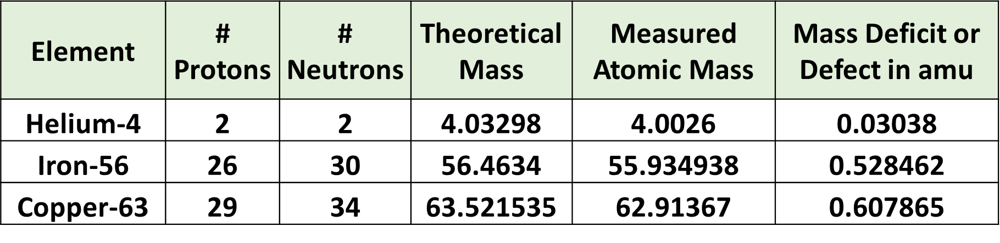 Element # Protons # Neutrons Theoretical Mass Measured Atomic Mass Mass Deficit or Defect in amu
Helium-4 2 2 4.03298 4.0026 0.03038
Iron-56 26 30 56.4634 55.934938 0.528462
Copper-63 29 34 63.521535 62.91367 0.607865